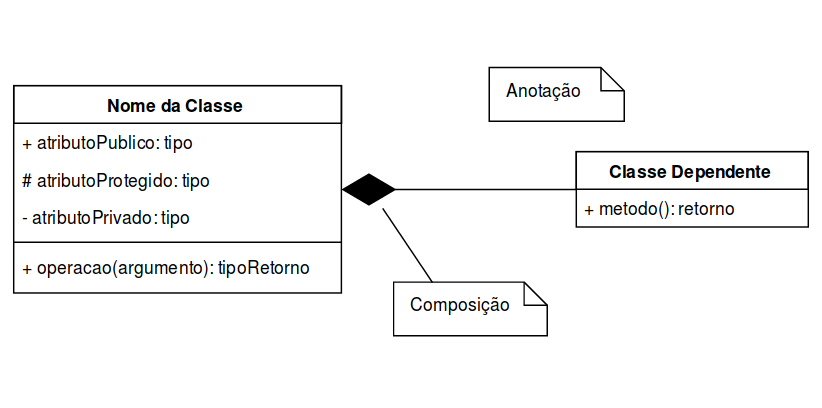 Nome da Classe
+ atributoPublico: tipo
# atributoProtegido: tipo
- atributoPrivado: tipo
+ operacao(argumento): tipoRetorno
Anotação
Classe Dependente
+ metodo(): retorno
Composição